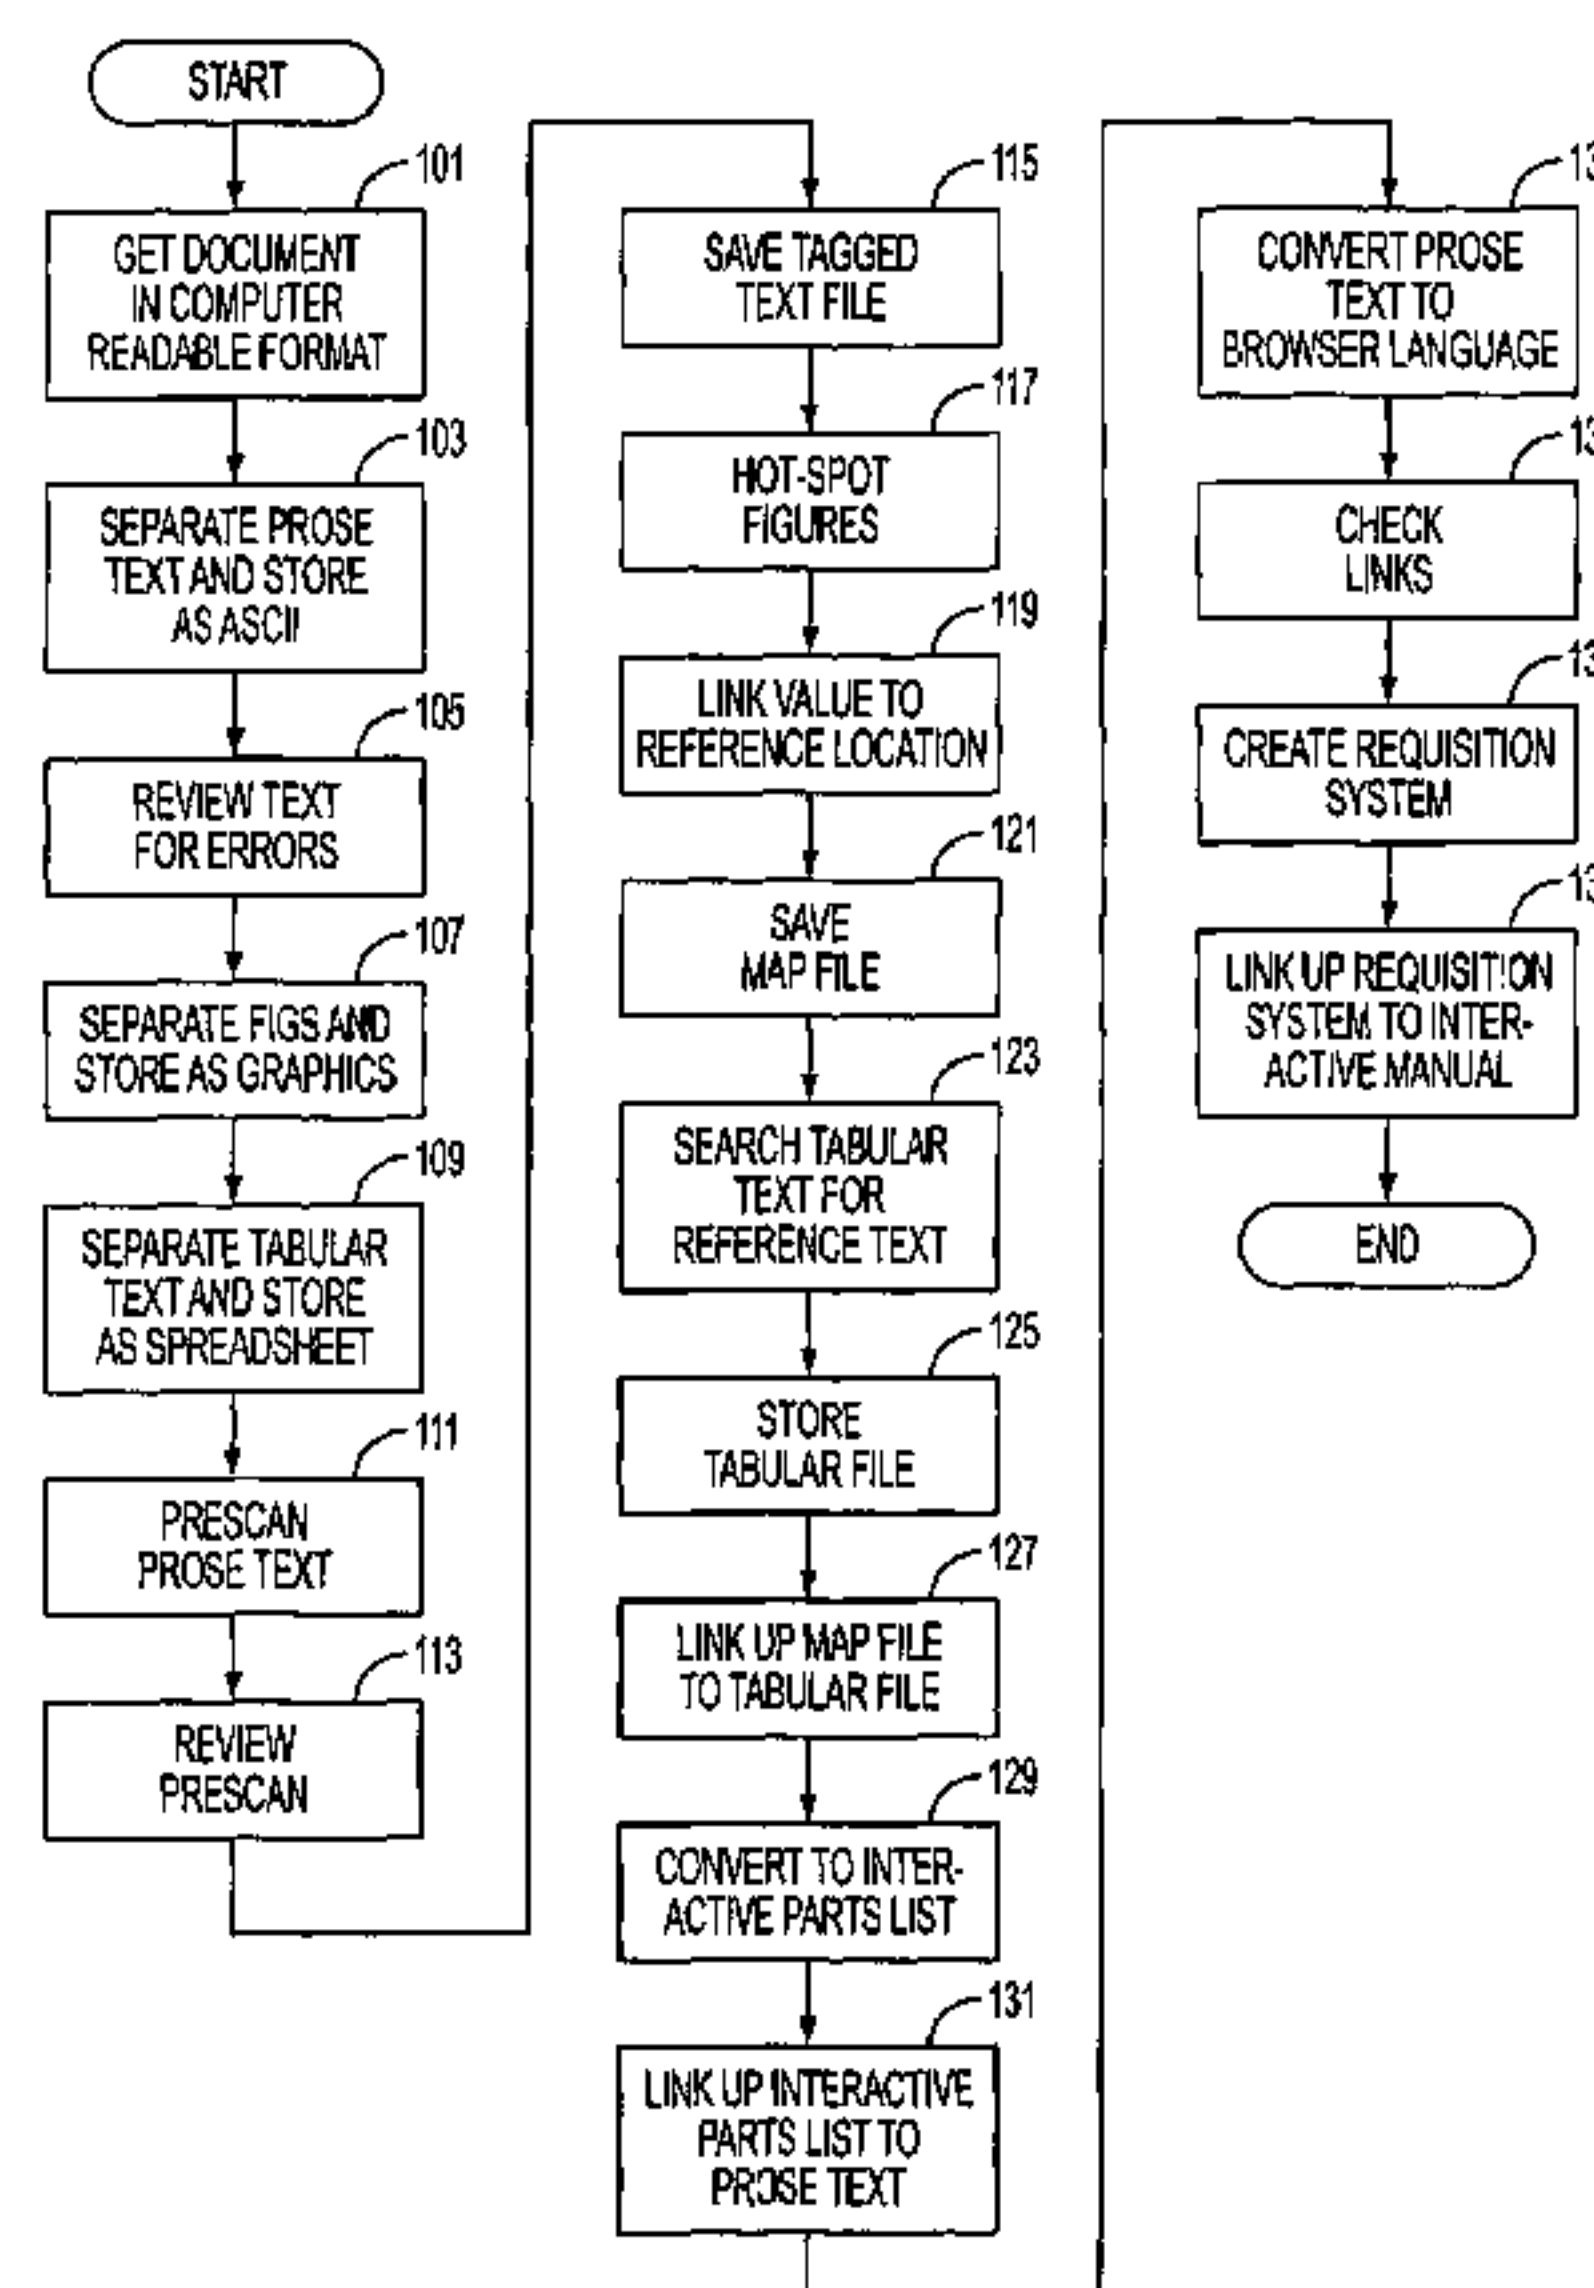 START
101
GET DOCUMENT
IN COMPUTER
READABLE FORMAT
103
SEPARATE PROSE
TEXT AND STORE
AS ASCII
105
REVIEW TEXT
FOR ERRORS
107
SEPARATE FIGS AND
STORE AS GRAPHICS
109
SEPARATE TABULAR
TEXT AND STORE
AS SPREADSHEET
111
PRESCAN
PROSE TEXT
113
REVIEW
PRESCAN
115
SAVE TAGGED
TEXT FILE
117
HOT-SPOT
FIGURES
119
LINK VALUE TO
REFERENCE LOCATION
121
SAVE
MAP FILE
123
SEARCH TABULAR
TEXT FOR
REFERENCE TEXT
125
STORE
TABULAR FILE
127
LINK UP MAP FILE
TO TABULAR FILE
129
CONVERT TO INTER-
ACTIVE PARTS LIST
131
LINK UP INTERACTIVE
PARTS LIST TO
PROSE TEXT
CONVERT PROSE
TEXT TO
BROWSER LANGUAGE
CHECK
LINKS
CREATE REQUISITION
SYSTEM
LINK UP REQUISITION
SYSTEM TO INTER-
ACTIVE MANUAL
END